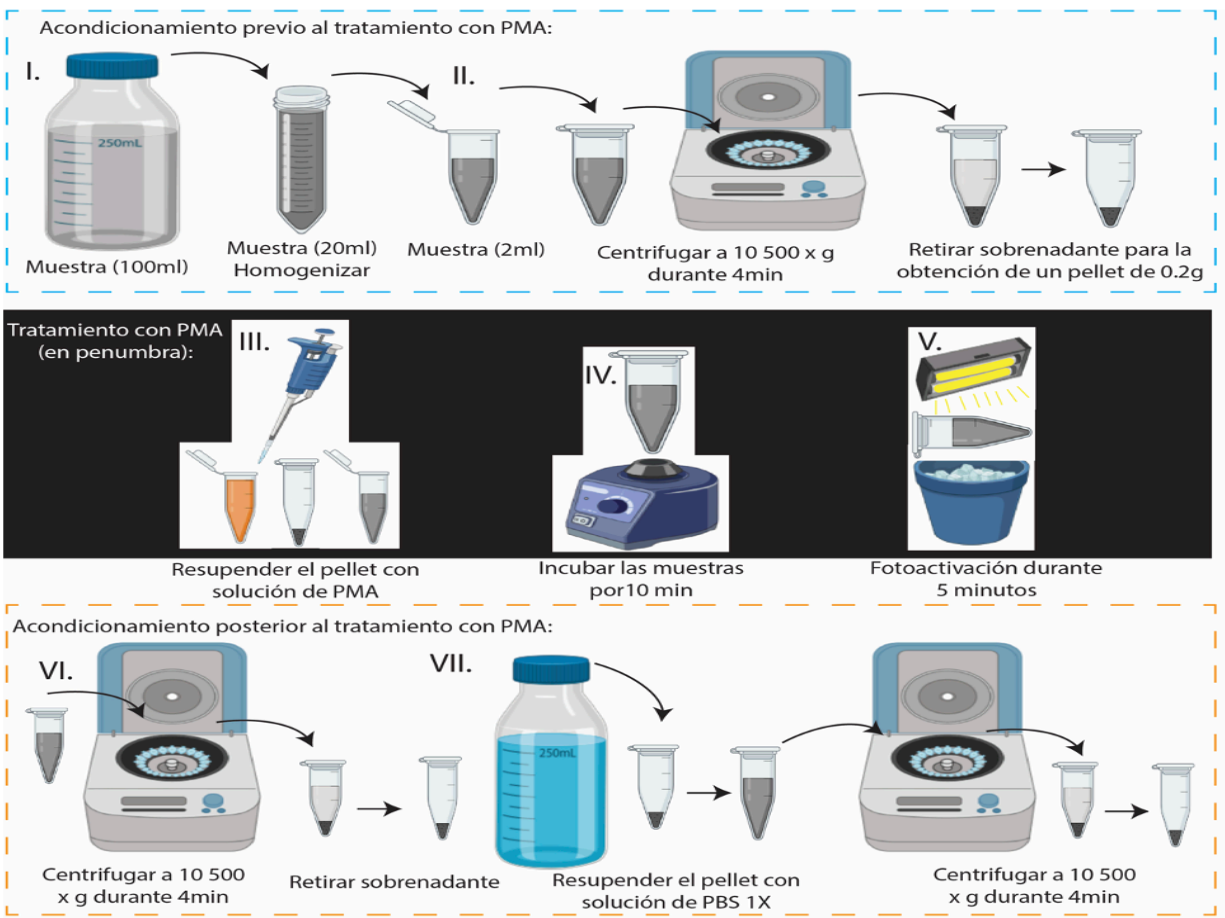 Acondicionamiento previo al tratamiento con PMA:
I.
II.
250mL
Muestra (100ml)
Muestra (20ml)
Homogenizar
Muestra (2ml)
Centrifugar a 10 500 x g
durante 4min
Retirar sobrenadante para la
obtención de un pellet de 0.2g
Tratamiento con PMA
(en penumbra):
III.
IV.
V.
Resupender el pellet con
solución de PMA
Incubar las muestras
por10 min
Fotoactivación durante
5 minutos
Acondicionamiento posterior al tratamiento con PMA:
VI.
VII.
250mL
Centrifugar a 10 500
x g durante 4min
Retirar sobrenadante
Resupender el pellet con
solución de PBS 1X
Centrifugar a 10 500
x g durante 4min